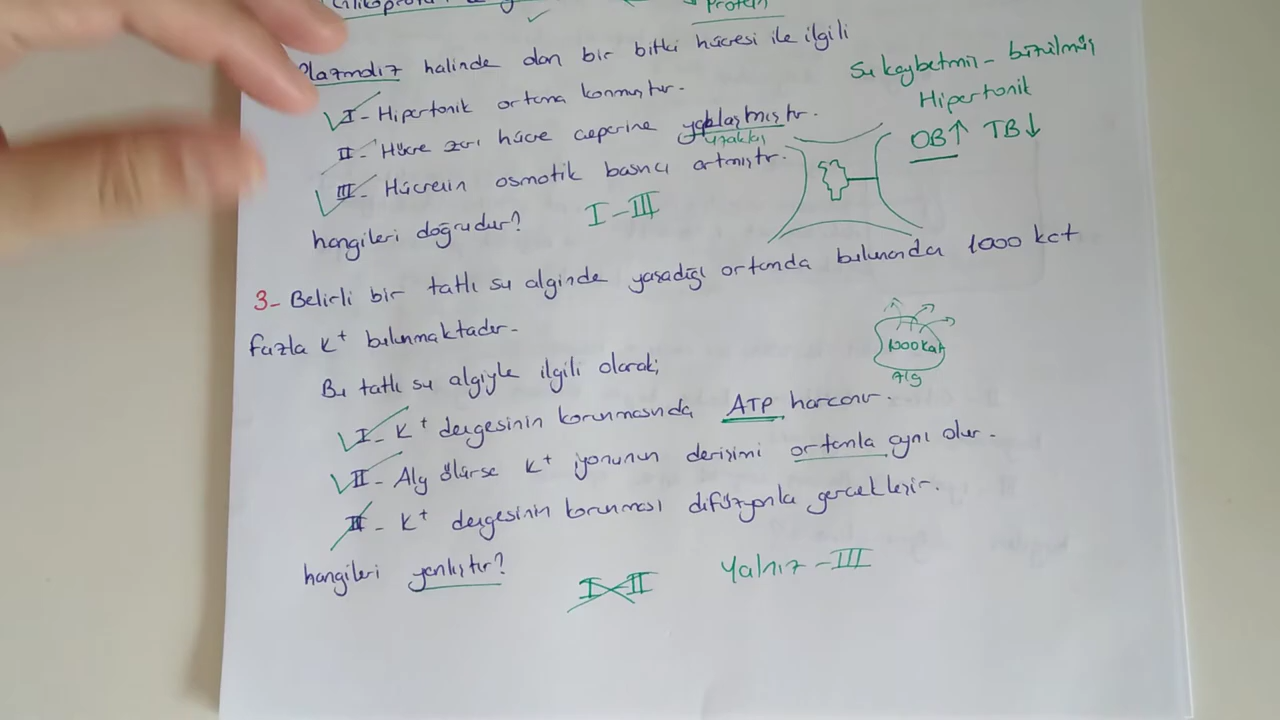 Protein
Plazmoliz halinde olan bir bitki hücresi ile ilgili
I- Hipertonik ortama konmuştur.
II- Hücre zarı hücre çeperine yaklaşmıştır.
uzaklaş
III- Hücrenin osmotik basıncı artmıştır.
hangileri doğrudur?
I-III
Su kaybetmiş - büzülmüş
Hipertonik
OB↑ TB↓
3- Belirli bir tatlı su alginde yaşadığı ortamda bulunanda 1000 kat
fazla K+ bulunmaktadır.
1000 kat
Alg
Bu tatlı su algiyle ilgili olarak;
I- K+ dengesinin korunmasında ATP harcanır.
II- Alg ölürse K+ iyonunun derişimi ortamla aynı olur.
III- K+ dengesinin korunması difüzyonla gerçekleşir.
hangileri yanlıştır?
I-II
Yalnız-III